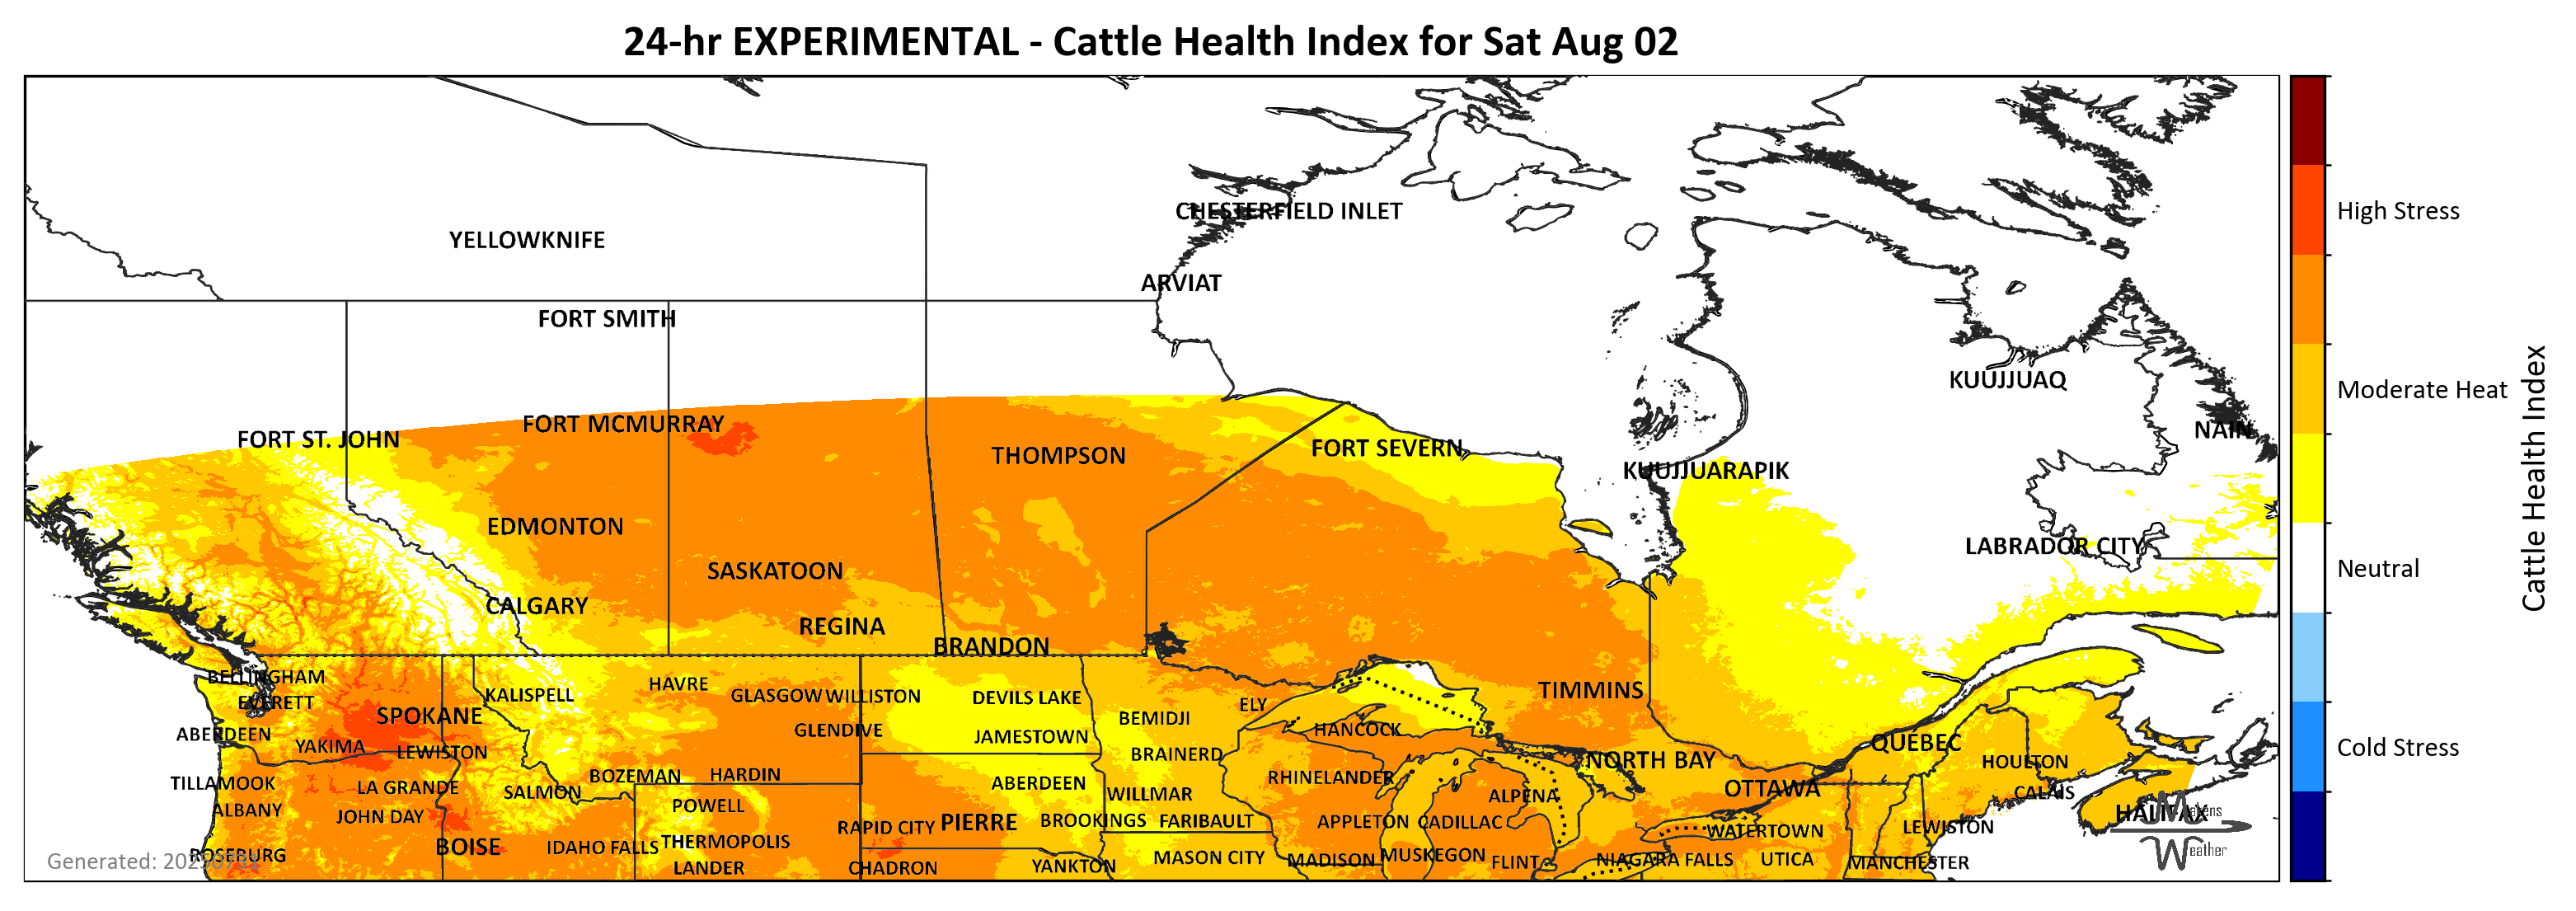 24-hr EXPERIMENTAL - Cattle Health Index for Sat Aug 02
CHESTERFIELD INLET
YELLOWKNIFE
ARVIAT
FORT SMITH
KUUJJUAQ
FORT MCMURRAY
NAIN
FORT ST. JOHN
FORT SEVERN
THOMPSON
KUUJJUARAPIK
EDMONTON
LABRADOR CITY
SASKATOON
CALGARY
REGINA
BRANDON
BELLINGHAM
HAVRE
KALISPELL
GLASGOW
WILLISTON
DEVILS LAKE
TIMMINS
EVERETT
ELY
SPOKANE
BEMIDJI
ABERDEEN
GLENDIVE
HANCOCK
JAMESTOWN
QUEBEC
YAKIMA
LEWISTON
BRAINERD
NORTH BAY
HOULTON
BOZEMAN
HARDIN
RHINELANDER
TILLAMOOK
LA GRANDE
ABERDEEN
OTTAWA
SALMON
WILLMAR
ALPENA
CALAIS
POWELL
ALBANY
JOHN DAY
HALIFAX
RAPID CITY
PIERRE
BROOKINGS
FARIBAULT
APPLETON
CADILLAC
WATERTOWN
LEWISTON
BOISE
IDAHO FALLS
THERMOPOLIS
ROSEBURG
MASON CITY
MADISON
MUSKEGON
FLINT
NIAGARA FALLS
UTICA
MANCHESTER
LANDER
CHADRON
YANKTON
Generated: 20250731
Makens
Weather
High Stress
Moderate Heat
Neutral
Cold Stress
Cattle Health Index